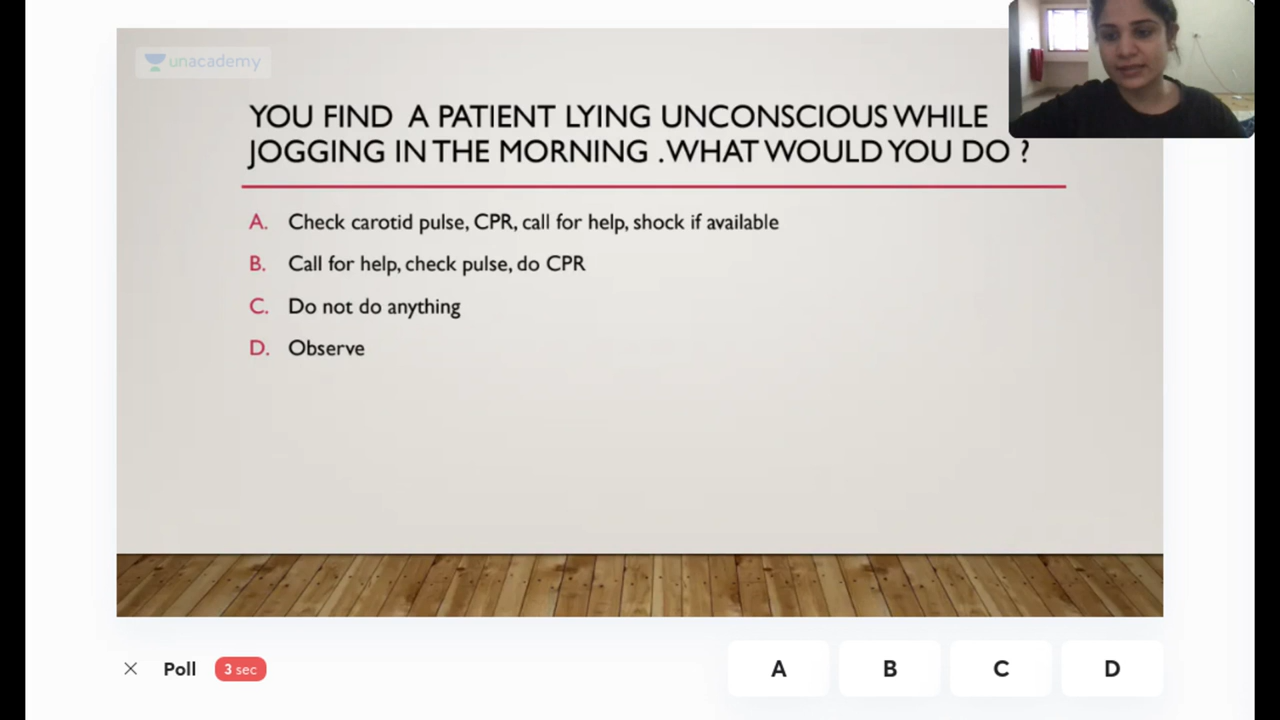 unacademy
YOU FIND A PATIENT LYING UNCONSCIOUS WHILE
JOGGING IN THE MORNING .WHAT WOULD YOU DO ?
A. Check carotid pulse, CPR, call for help, shock if available
B. Call for help, check pulse, do CPR
C. Do not do anything
D. Observe
× Poll 3 sec A B C D